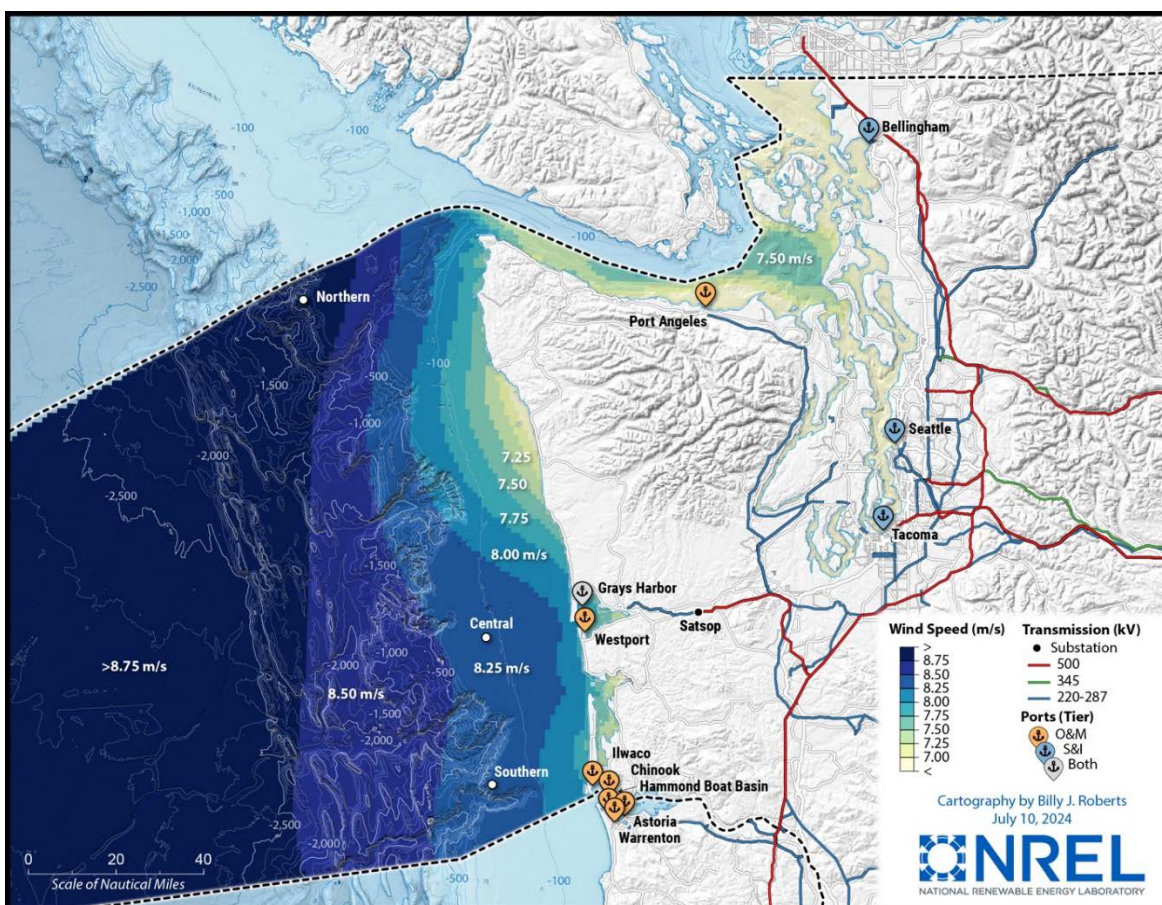 -100
Bellingham
-100
-500
-1,000
-1,500
-2,000
-100
7.50 m/s
-2,500
Northern
Port Angeles
-1,500
-500
-100
-1,000
Seattle
7.25
-2,000
7.50
-2,500
7.75
Tacoma
8.00 m/s
-1,500
Grays Harbor
Central
Satsop
Westport
>8.75 m/s
8.25 m/s
-1,000
-2,000
-500
8.50 m/s
-1,500
-2,000
Ilwaco
Chinook
Southern
Hammond Boat Basin
Astoria
Warrenton
-2,500
-2,000
-500
-100
0 20 40
Scale of Nautical Miles
Wind Speed (m/s)
>
8.75
8.50
8.25
8.00
7.75
7.50
7.25
7.00
<
Transmission (kV)
Substation
500
345
220-287
Ports (Tier)
O&M
S&I
Both
Cartography by Billy J. Roberts
July 10, 2024
NREL
NATIONAL RENEWABLE ENERGY LABORATORY